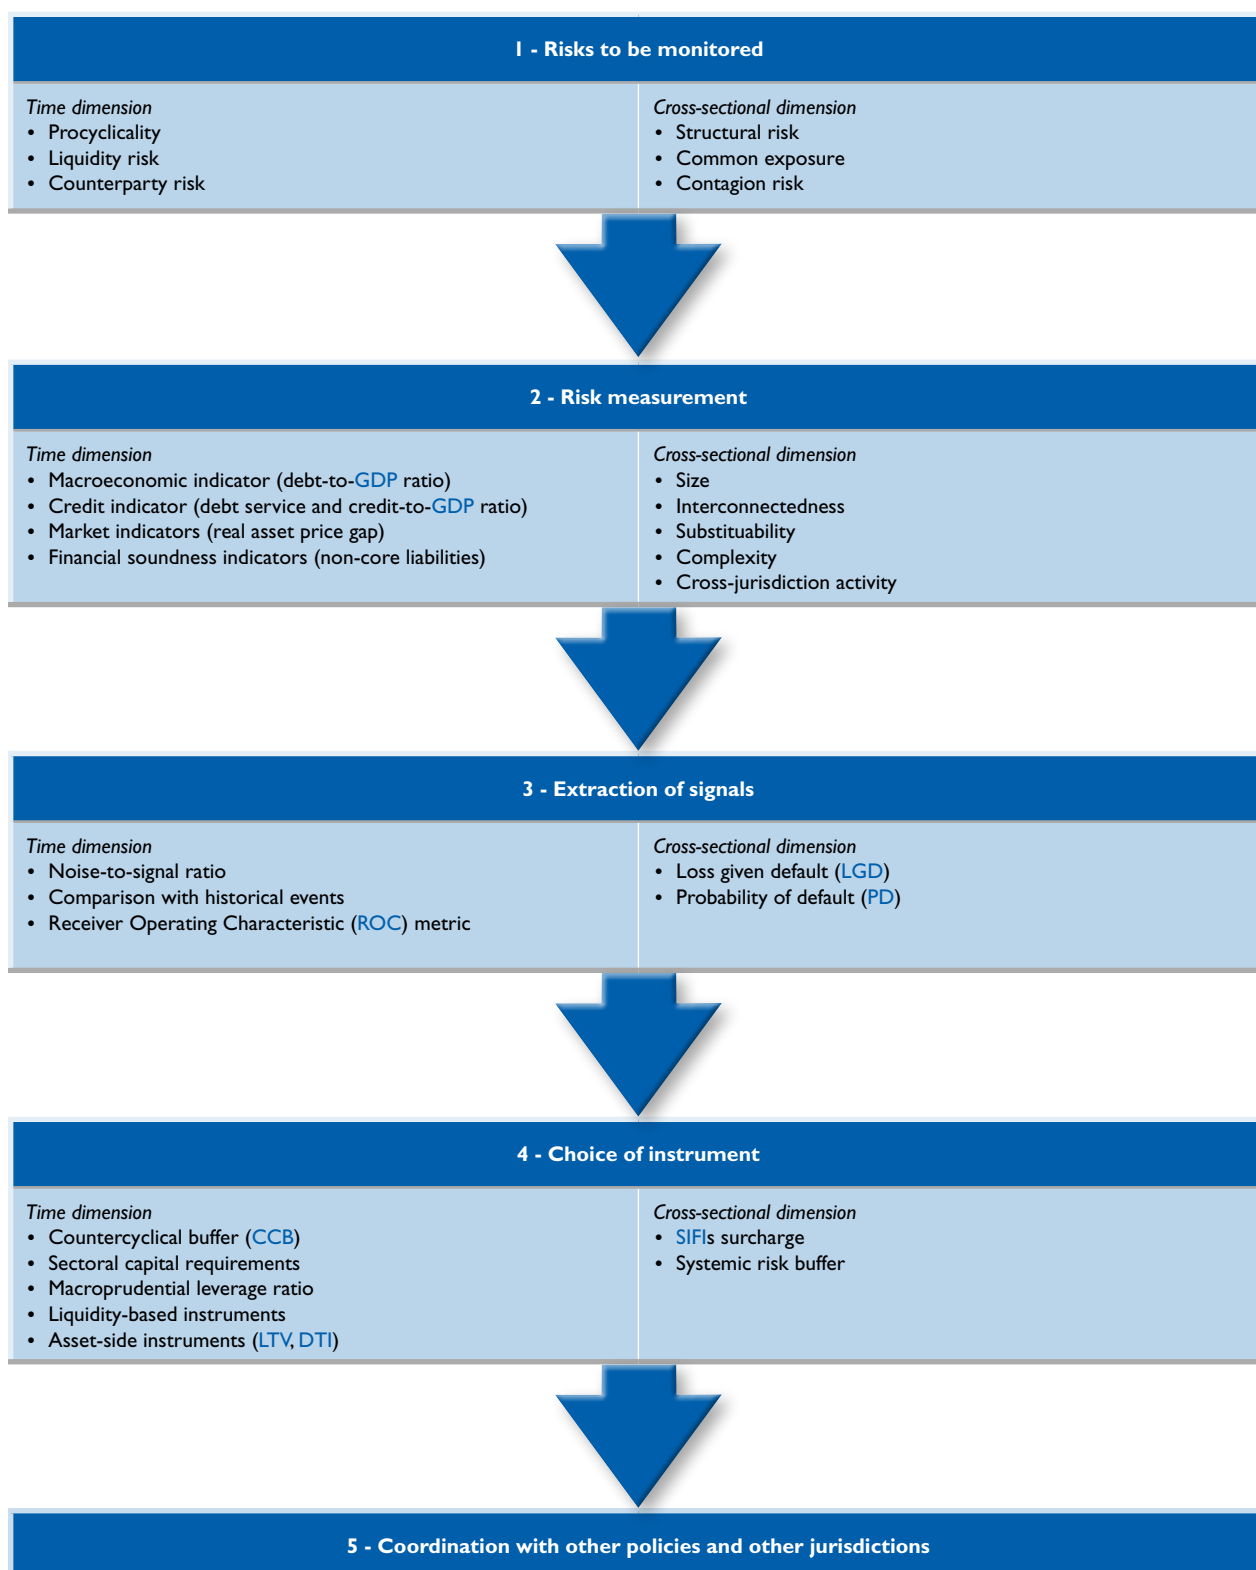 1 - Risks to be monitored
Time dimension
• Procyclicality
• Liquidity risk
• Counterparty risk
Cross-sectional dimension
• Structural risk
• Common exposure
• Contagion risk
2 - Risk measurement
Time dimension
• Macroeconomic indicator (debt-to-GDP ratio)
• Credit indicator (debt service and credit-to-GDP ratio)
• Market indicators (real asset price gap)
• Financial soundness indicators (non-core liabilities)
Cross-sectional dimension
• Size
• Interconnectedness
• Substituability
• Complexity
• Cross-jurisdiction activity
3 - Extraction of signals
Time dimension
• Noise-to-signal ratio
• Comparison with historical events
• Receiver Operating Characteristic (ROC) metric
Cross-sectional dimension
• Loss given default (LGD)
• Probability of default (PD)
4 - Choice of instrument
Time dimension
• Countercyclical buffer (CCB)
• Sectoral capital requirements
• Macroprudential leverage ratio
• Liquidity-based instruments
• Asset-side instruments (LTV, DTI)
Cross-sectional dimension
• SIFIs surcharge
• Systemic risk buffer
5 - Coordination with other policies and other jurisdictions